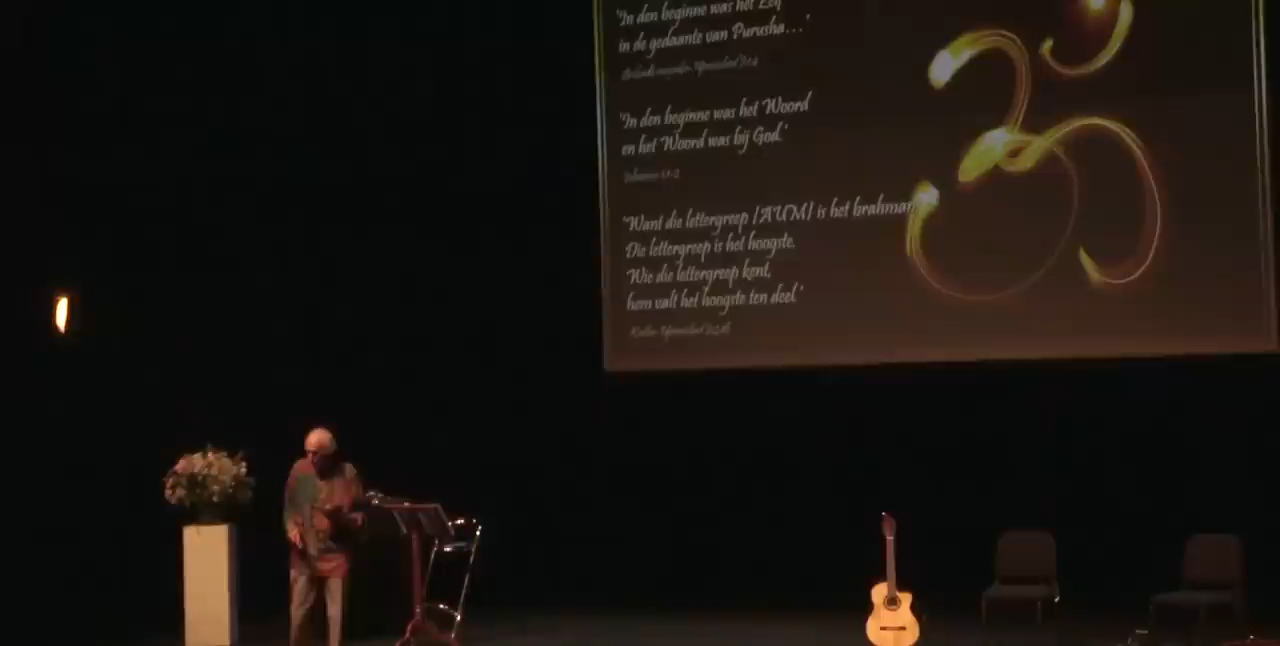 'In den beginne was het Zelf
in de gedaante van Purusha...'
'In den beginne was het Woord
en het Woord was bij God.'
'Want die lettergreep [AUM] is het brahman
Die lettergreep is het hoogste.
Wie die lettergreep kent,
hem valt het hoogste ten deel.'